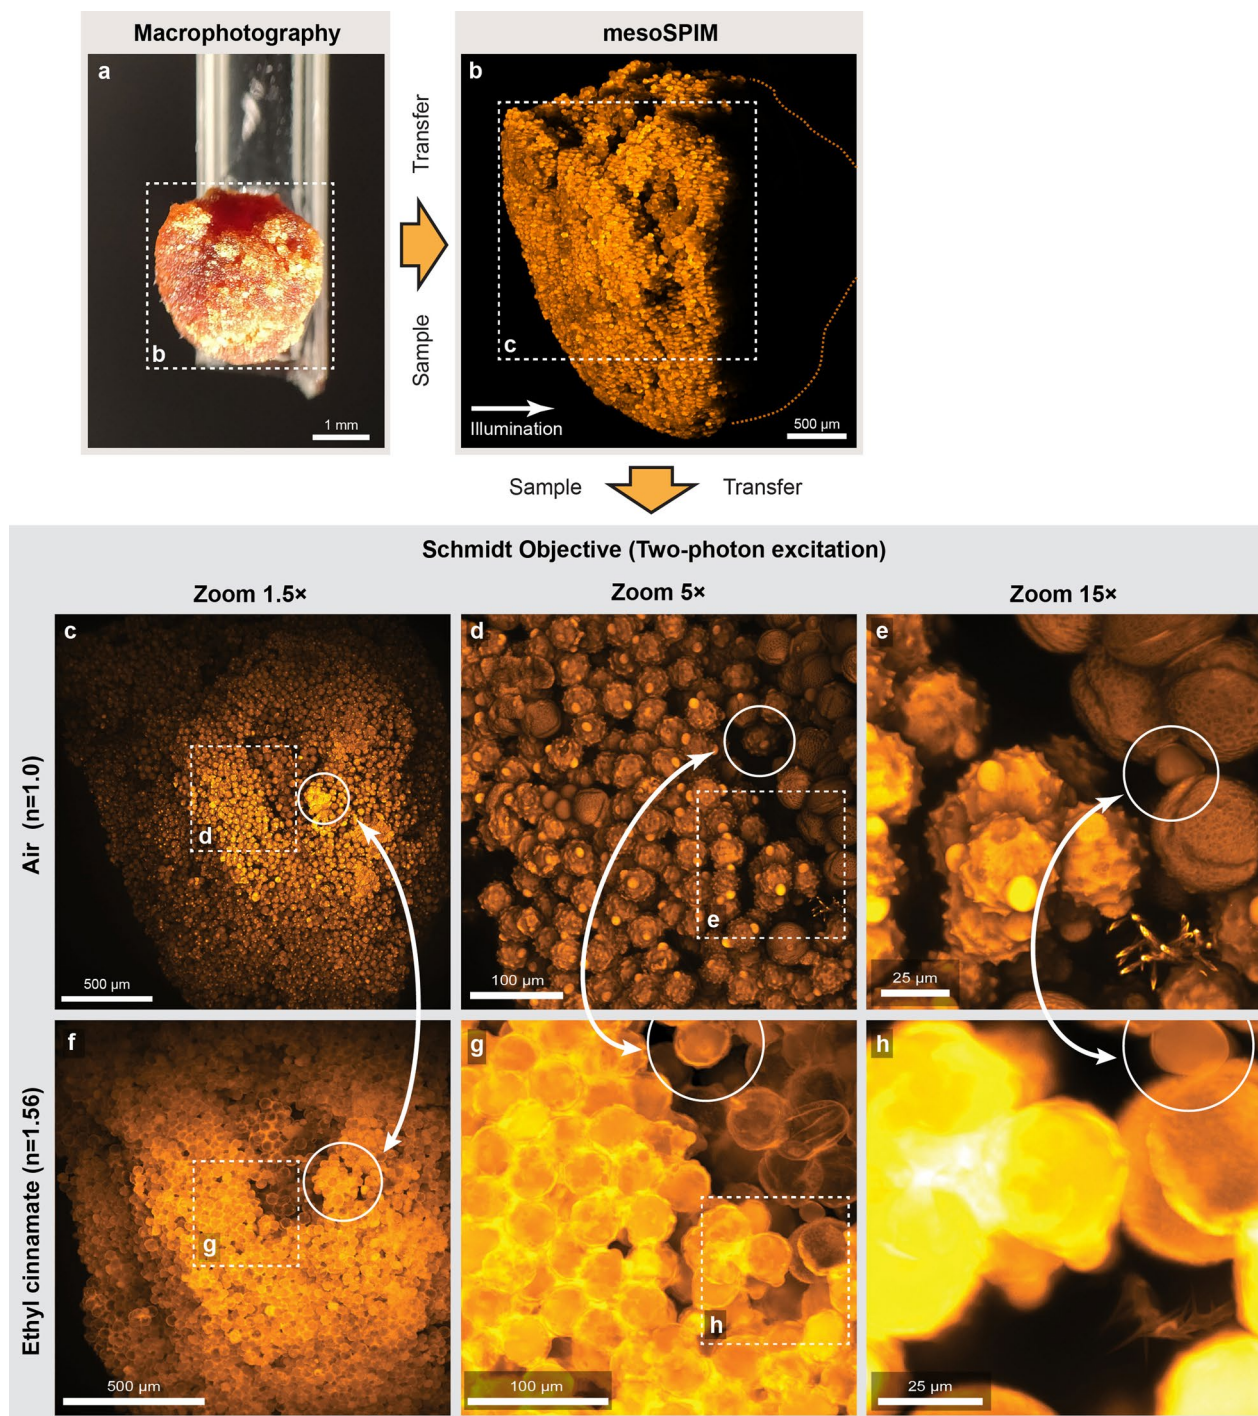 Macrophotography
a
b
1 mm
Transfer
Sample
mesoSPIM
b
c
Illumination
500 µm
Sample
Transfer
Schmidt Objective (Two-photon excitation)
Zoom 1.5×
Zoom 5×
Zoom 15×
Air (n=1.0)
c
d
500 µm
d
e
100 µm
e
25 µm
Ethyl cinnamate (n=1.56)
f
g
500 µm
g
h
100 µm
h
25 µm